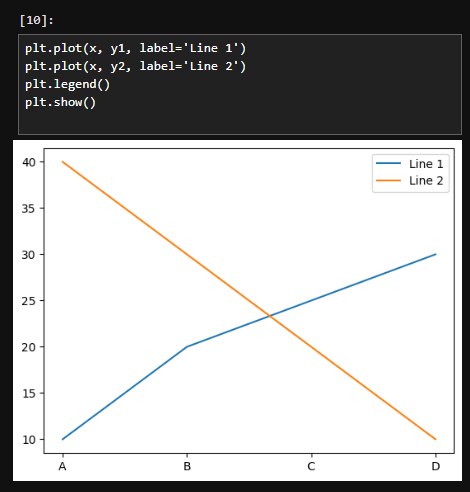 [10]:
plt.plot(x, y1, label='Line 1')
plt.plot(x, y2, label='Line 2')
plt.legend()
plt.show()
40
35
30
25
20
15
10
Line 1
Line 2
A B C D